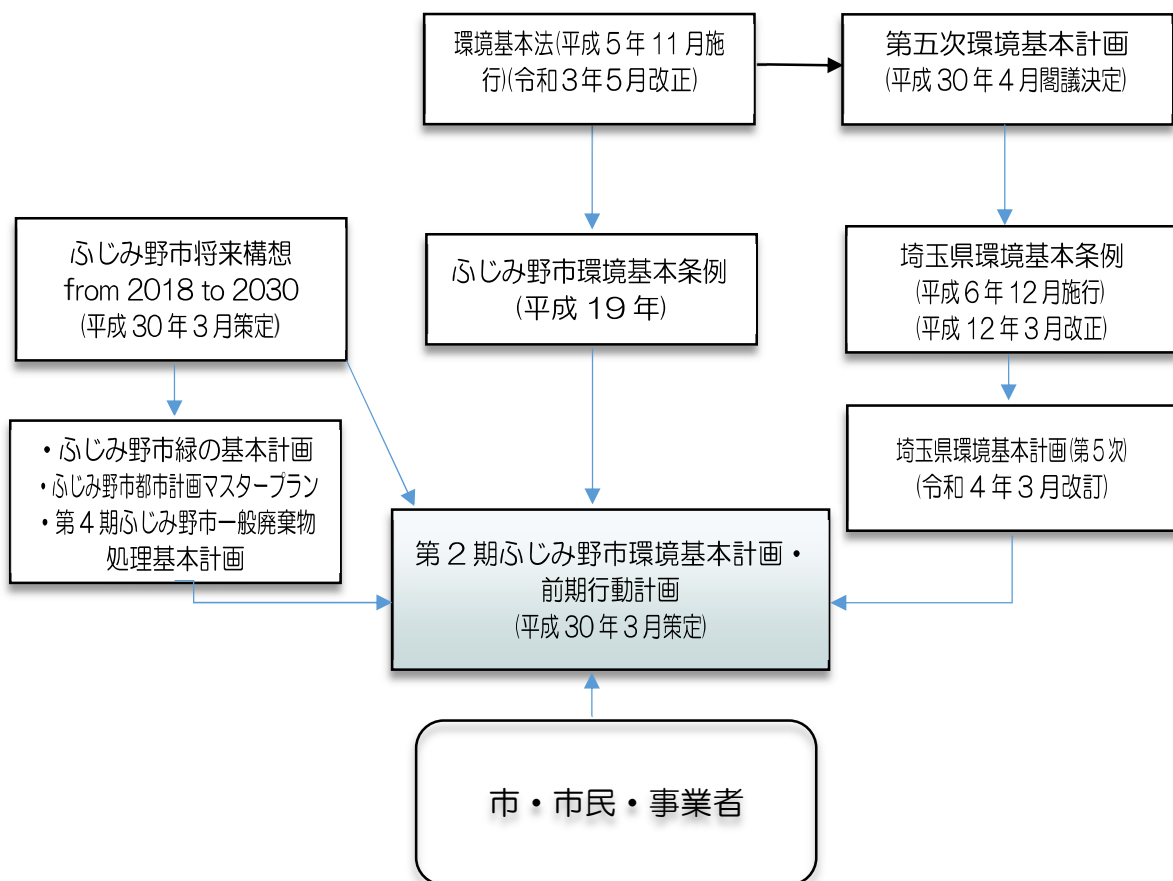 環境基本法(平成5年11月施
行)(令和3年5月改正)
第五次環境基本計画
(平成30年4月閣議決定)
ふじみ野市将来構想
from 2018 to 2030
(平成30年3月策定)
ふじみ野市環境基本条例
(平成19年)
埼玉県環境基本条例
(平成6年12月施行)
(平成12年3月改正)
・ふじみ野市緑の基本計画
・ふじみ野市都市計画マスタープラン
・第4期ふじみ野市一般廃棄物
処理基本計画
埼玉県環境基本計画(第5次)
(令和4年3月改訂)
第2期ふじみ野市環境基本計画・
前期行動計画
(平成30年3月策定)
市・市民・事業者